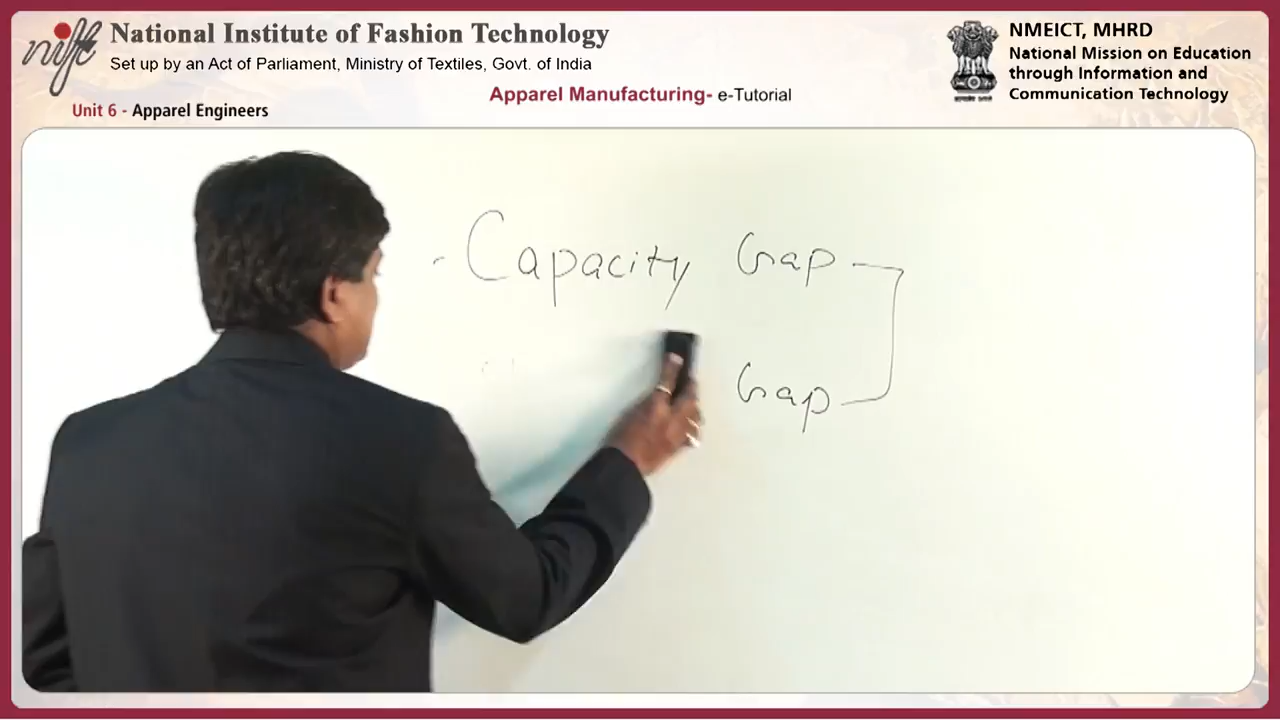 nift
National Institute of Fashion Technology
Set up by an Act of Parliament, Ministry of Textiles, Govt. of India
NMEICT, MHRD
National Mission on Education
through Information and
Communication Technology
Apparel Manufacturing- e-Tutorial
Unit 6 - Apparel Engineers
Capacity Gap
Gap